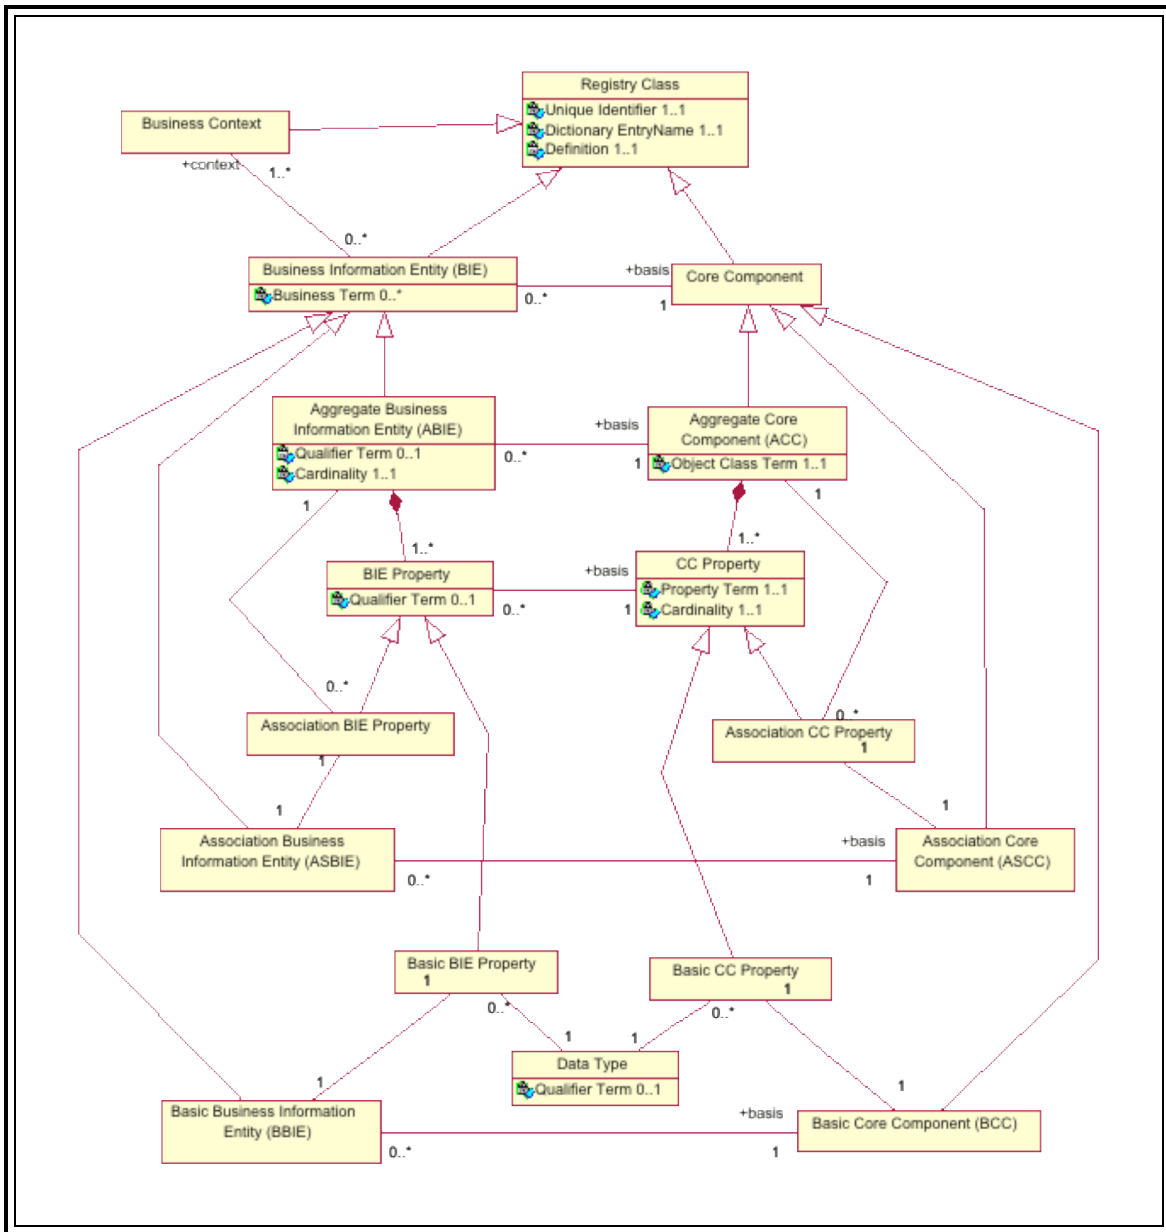 Registry Class
Unique Identifier 1..1
Dictionary EntryName 1..1
Definition 1..1
Business Context
+context
1..*
0..*
Business Information Entity (BIE)
Business Term 0..*
+basis
0..*
1
Core Component
Aggregate Business
Information Entity (ABIE)
Qualifier Term 0..1
Cardinality 1..1
+basis
0..*
1
Aggregate Core
Component (ACC)
Object Class Term 1..1
1
1
1..*
1..*
BIE Property
Qualifier Term 0..1
+basis
0..*
1
CC Property
Property Term 1..1
Cardinality 1..1
0..*
Association BIE Property
1
0..*
Association CC Property
1
1
1
Association Business
Information Entity (ASBIE)
+basis
0..*
1
Association Core
Component (ASCC)
Basic BIE Property
1
0..*
Basic CC Property
1
0..*
1
1
Data Type
Qualifier Term 0..1
1
1
Basic Business Information
Entity (BBIE)
+basis
0..*
1
Basic Core Component (BCC)